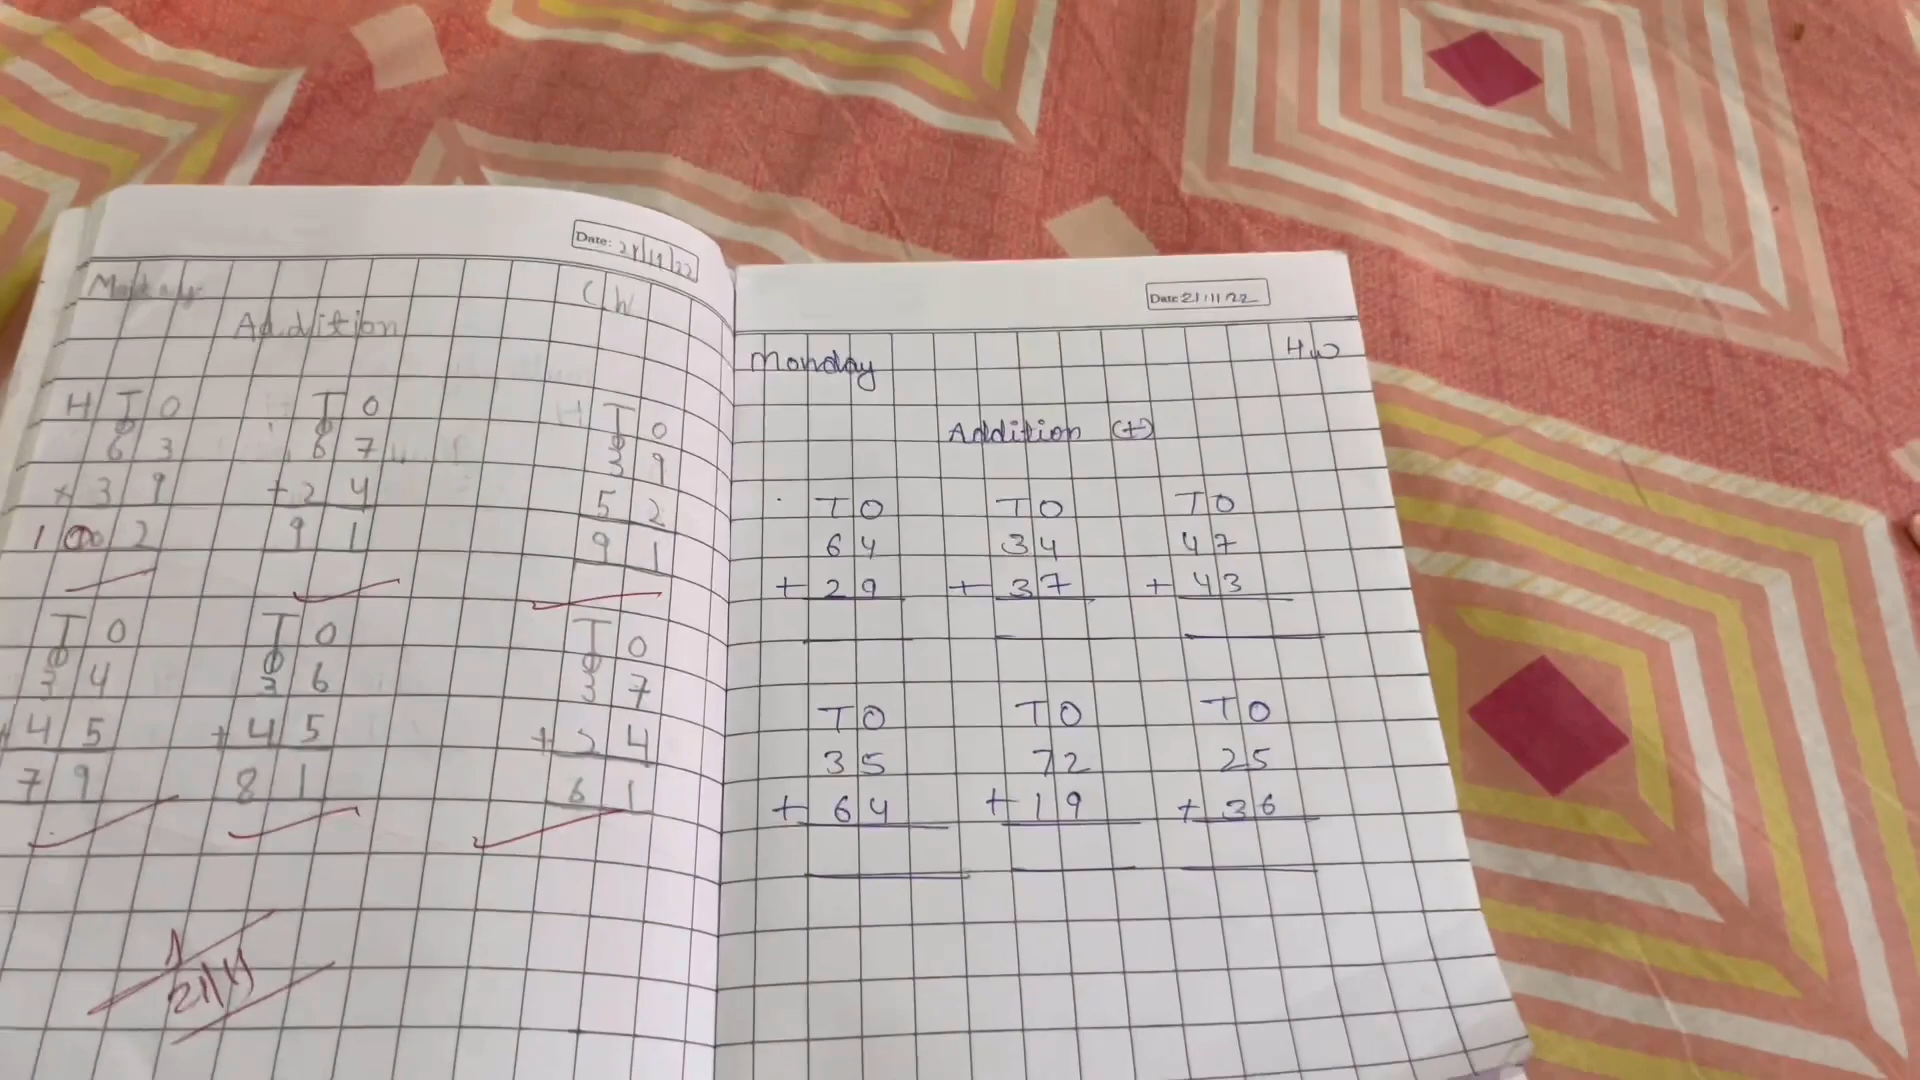 Date: 21/11/22
Monday
C W
Addition
H T O
6 3
+ 3 9
1 0 2
T O
6 7
+ 2 4
9 1
T O
3 9
5 2
9 1
T O
3 4
+ 4 5
7 9
T O
3 6
+ 4 5
8 1
T O
3 7
+ 2 4
6 1
21/11
Date: 21/11/22
Monday
H W
Addition (+)
T O
6 4
+ 2 9
T O
3 4
+ 3 7
T O
4 7
+ 4 3
T O
3 5
+ 6 4
T O
7 2
+ 1 9
T O
2 5
+ 3 6